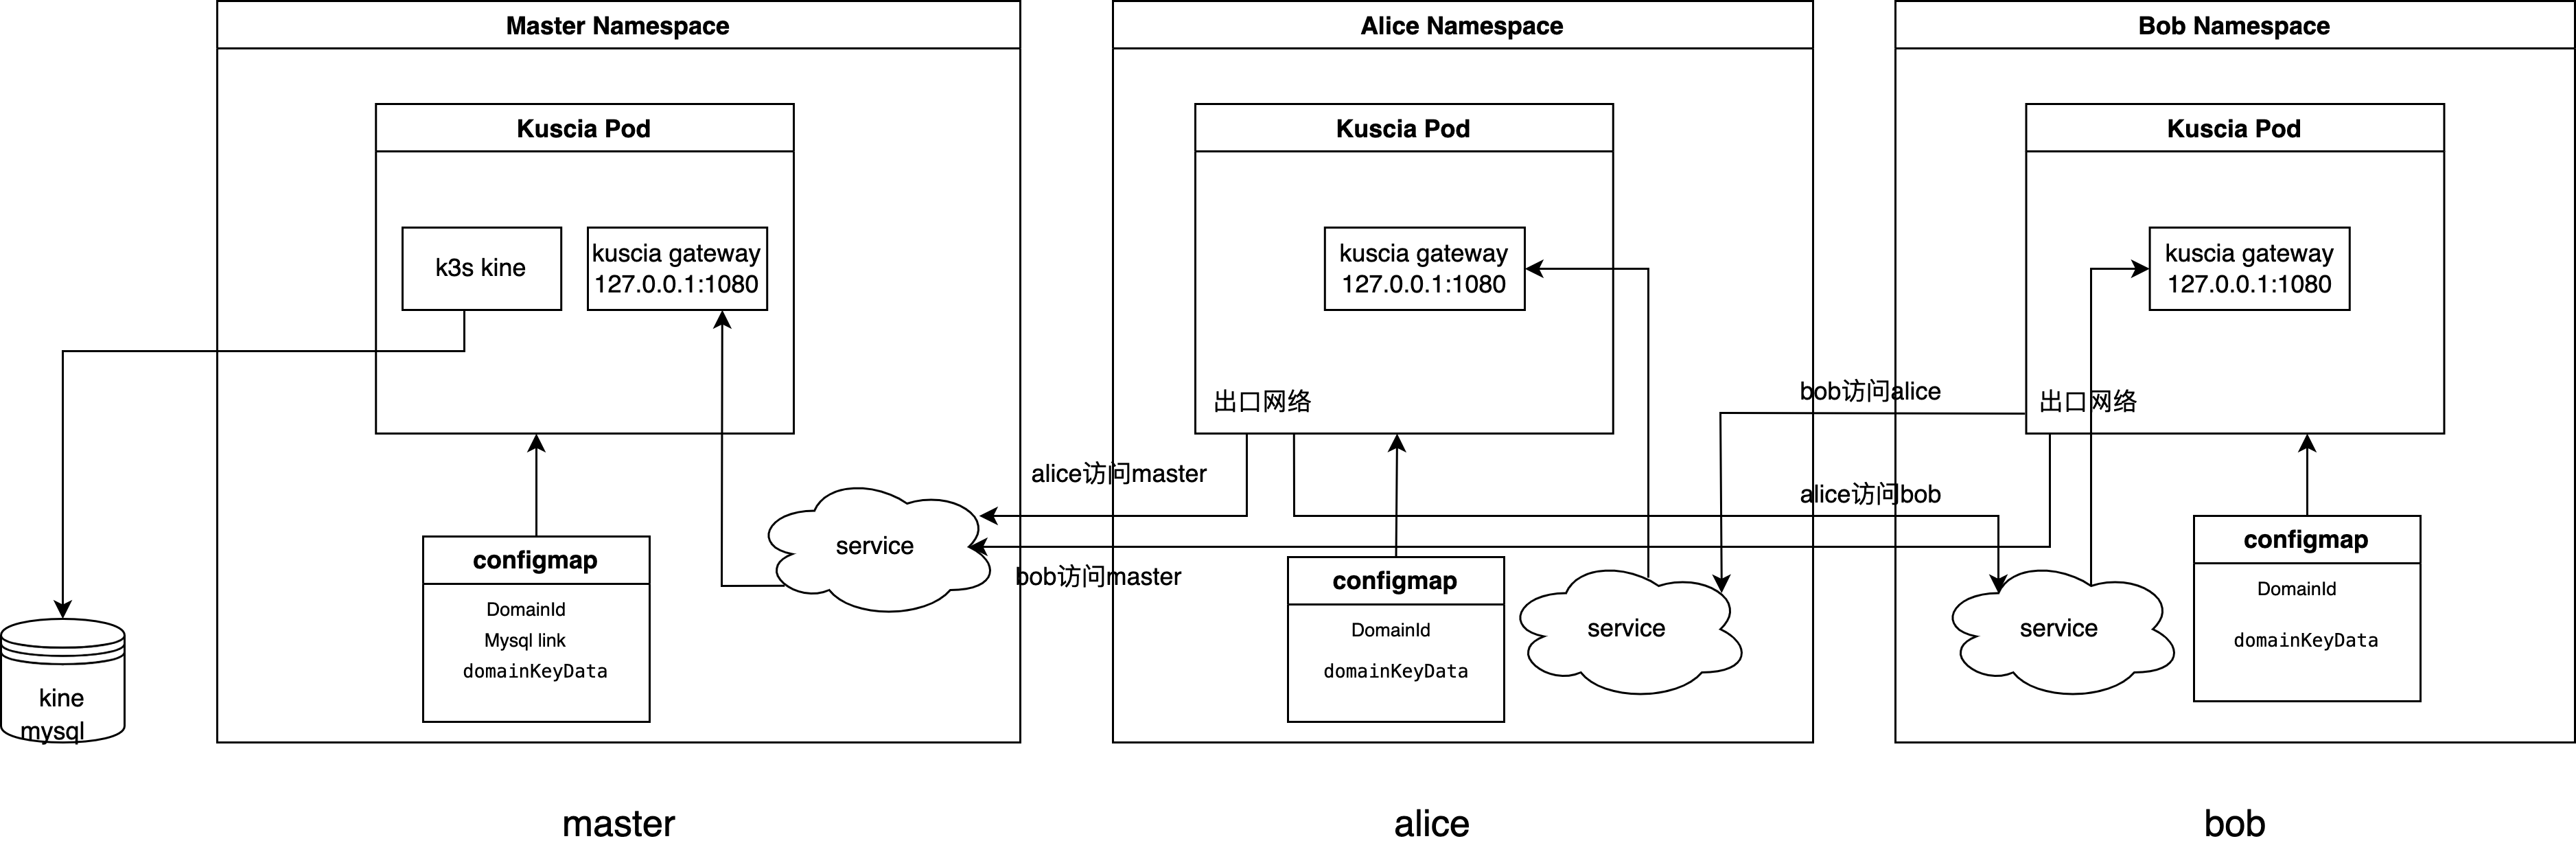 Master Namespace
Kuscia Pod
k3s kine
kuscia gateway
127.0.0.1:1080
configmap
DomainId
Mysql link
domainKeyData
service
kine
mysql
master
Alice Namespace
Kuscia Pod
kuscia gateway
127.0.0.1:1080
出口网络
alice访问master
bob访问master
configmap
DomainId
domainKeyData
service
alice
Bob Namespace
Kuscia Pod
kuscia gateway
127.0.0.1:1080
出口网络
bob访问alice
alice访问bob
service
configmap
DomainId
domainKeyData
bob